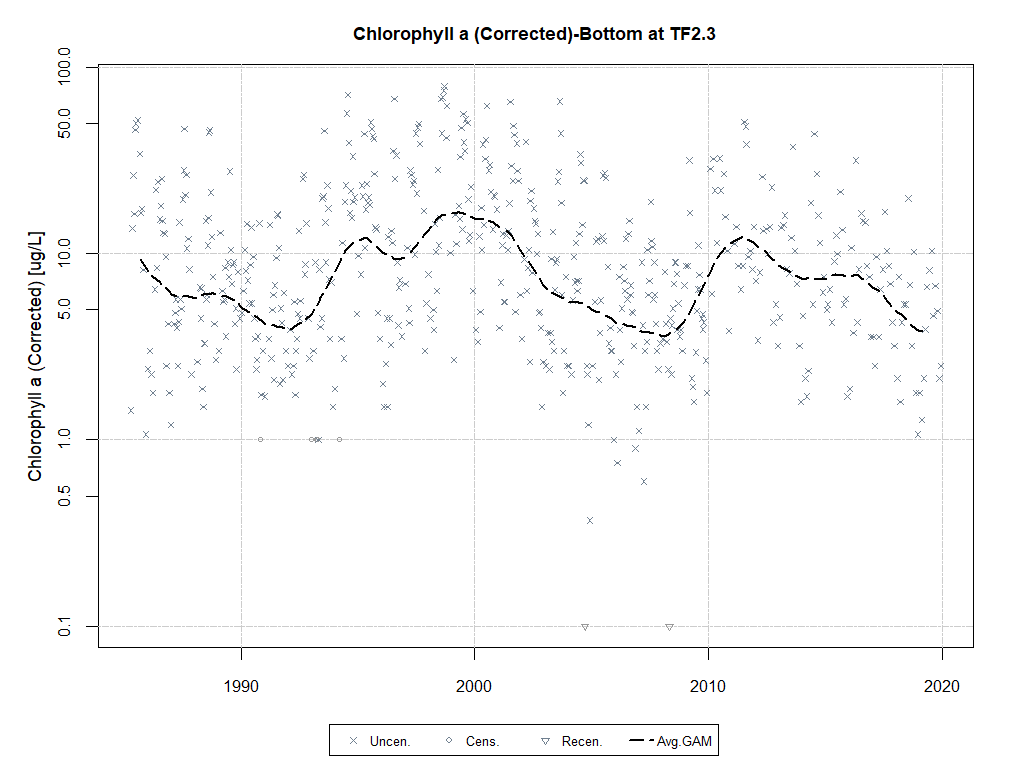 Chlorophyll a (Corrected)-Bottom at TF2.3
Chlorophyll a (Corrected) [ug/L]
100.0
50.0
10.0
5.0
1.0
0.5
0.1
1990 2000 2010 2020
Uncen. Cens. Recen. Avg.GAM